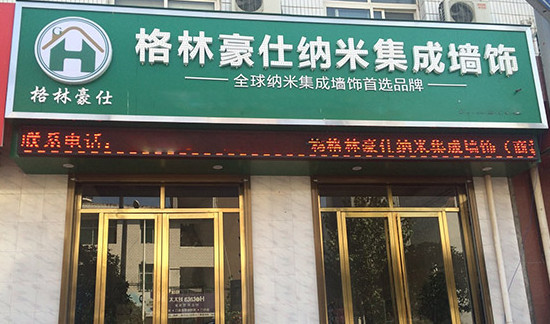 格林豪仕纳米集成墙饰
全球纳米集成墙饰首选品牌
格林豪仕
联系电话：
格林豪仕纳米集成墙饰（商